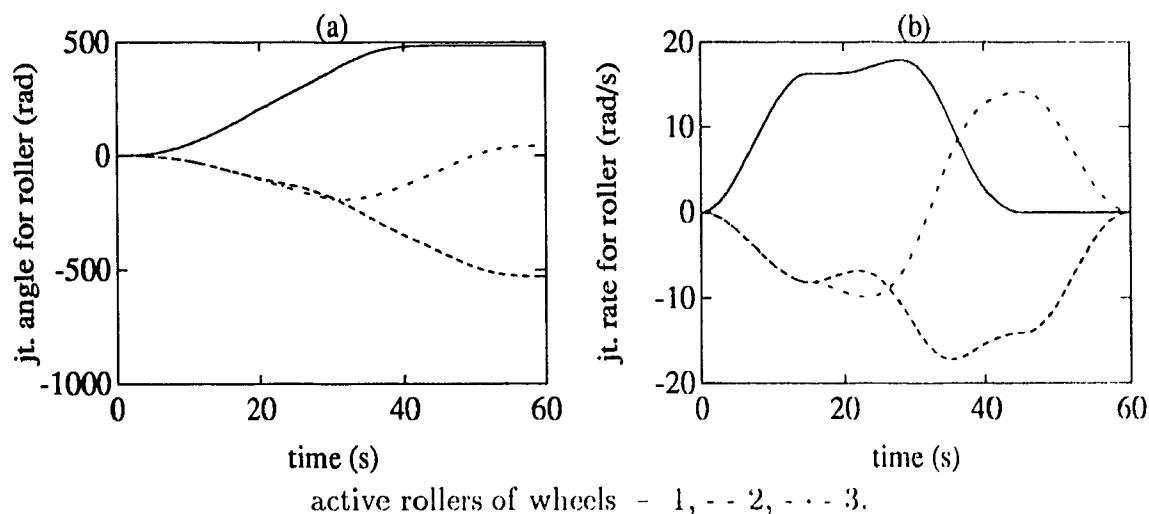 (a)
500
0
-500
-1000
jt. angle for roller (rad)
0 20 40 60
time (s)
(b)
20
10
0
-10
-20
jt. rate for roller (rad/s)
0 20 40 60
time (s)
active rollers of wheels – 1, - - 2, - · - 3.